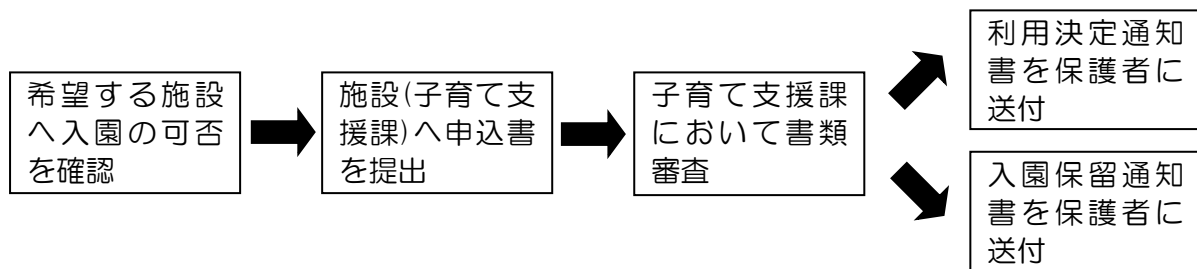 希望する施設
へ入園の可否
を確認
施設(子育て支
援課)へ申込書
を提出
子育て支援課
において書類
審査
利用決定通知
書を保護者に
送付
入園保留通知
書を保護者に
送付